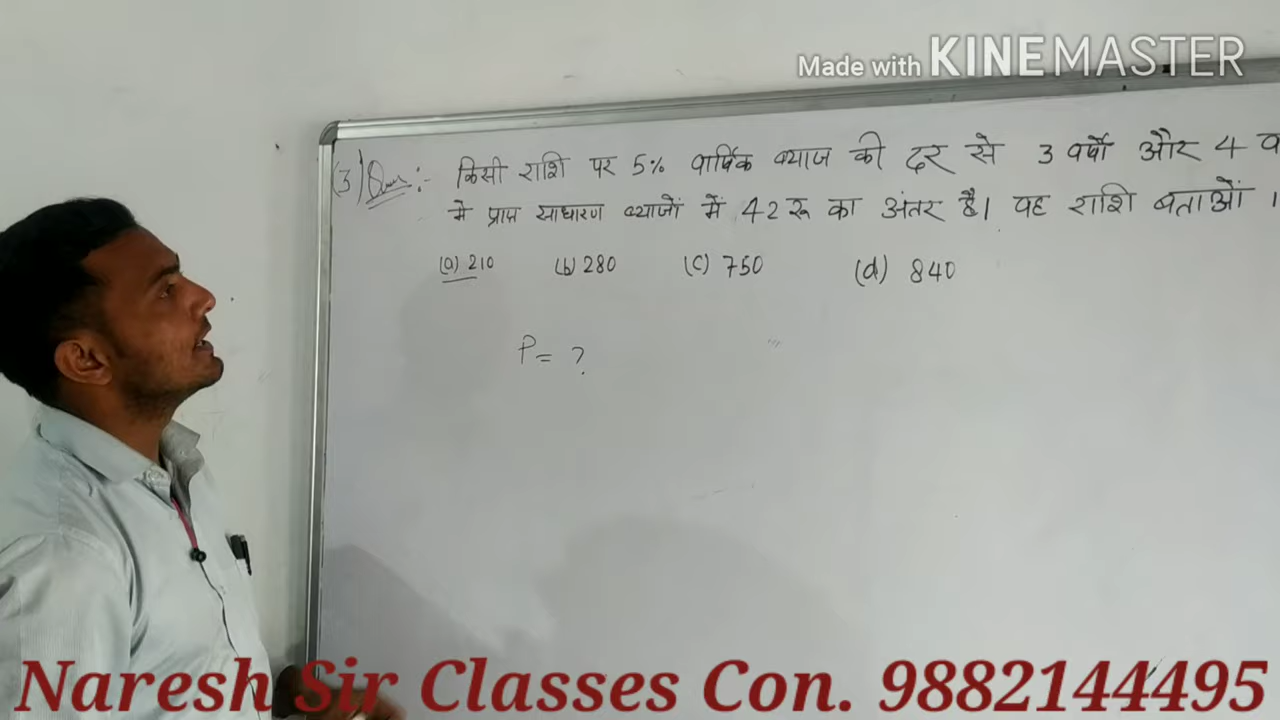 Made with KINEMASTER
(3) Ques:- किसी राशि पर 5% वार्षिक ब्याज की दर से 3 वर्षो और 4 व
मे प्राप्त साधारण ब्याजों में 42 रू का अंतर है। वह राशि बताओं ।
(a) 210 (b) 280 (c) 750 (d) 840
P = ?
Naresh Sir Classes Con. 9882144495